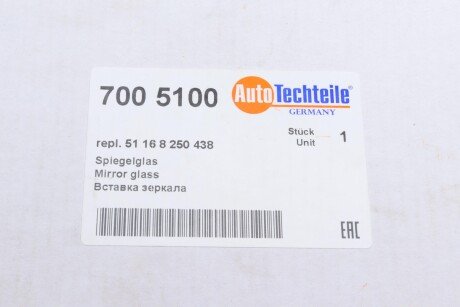 700 5100
AutoTechteile®
GERMANY
repl. 51 16 8 250 438
Stück 1
Unit
Spiegelglas
Mirror glass
Вставка зеркала
EAC